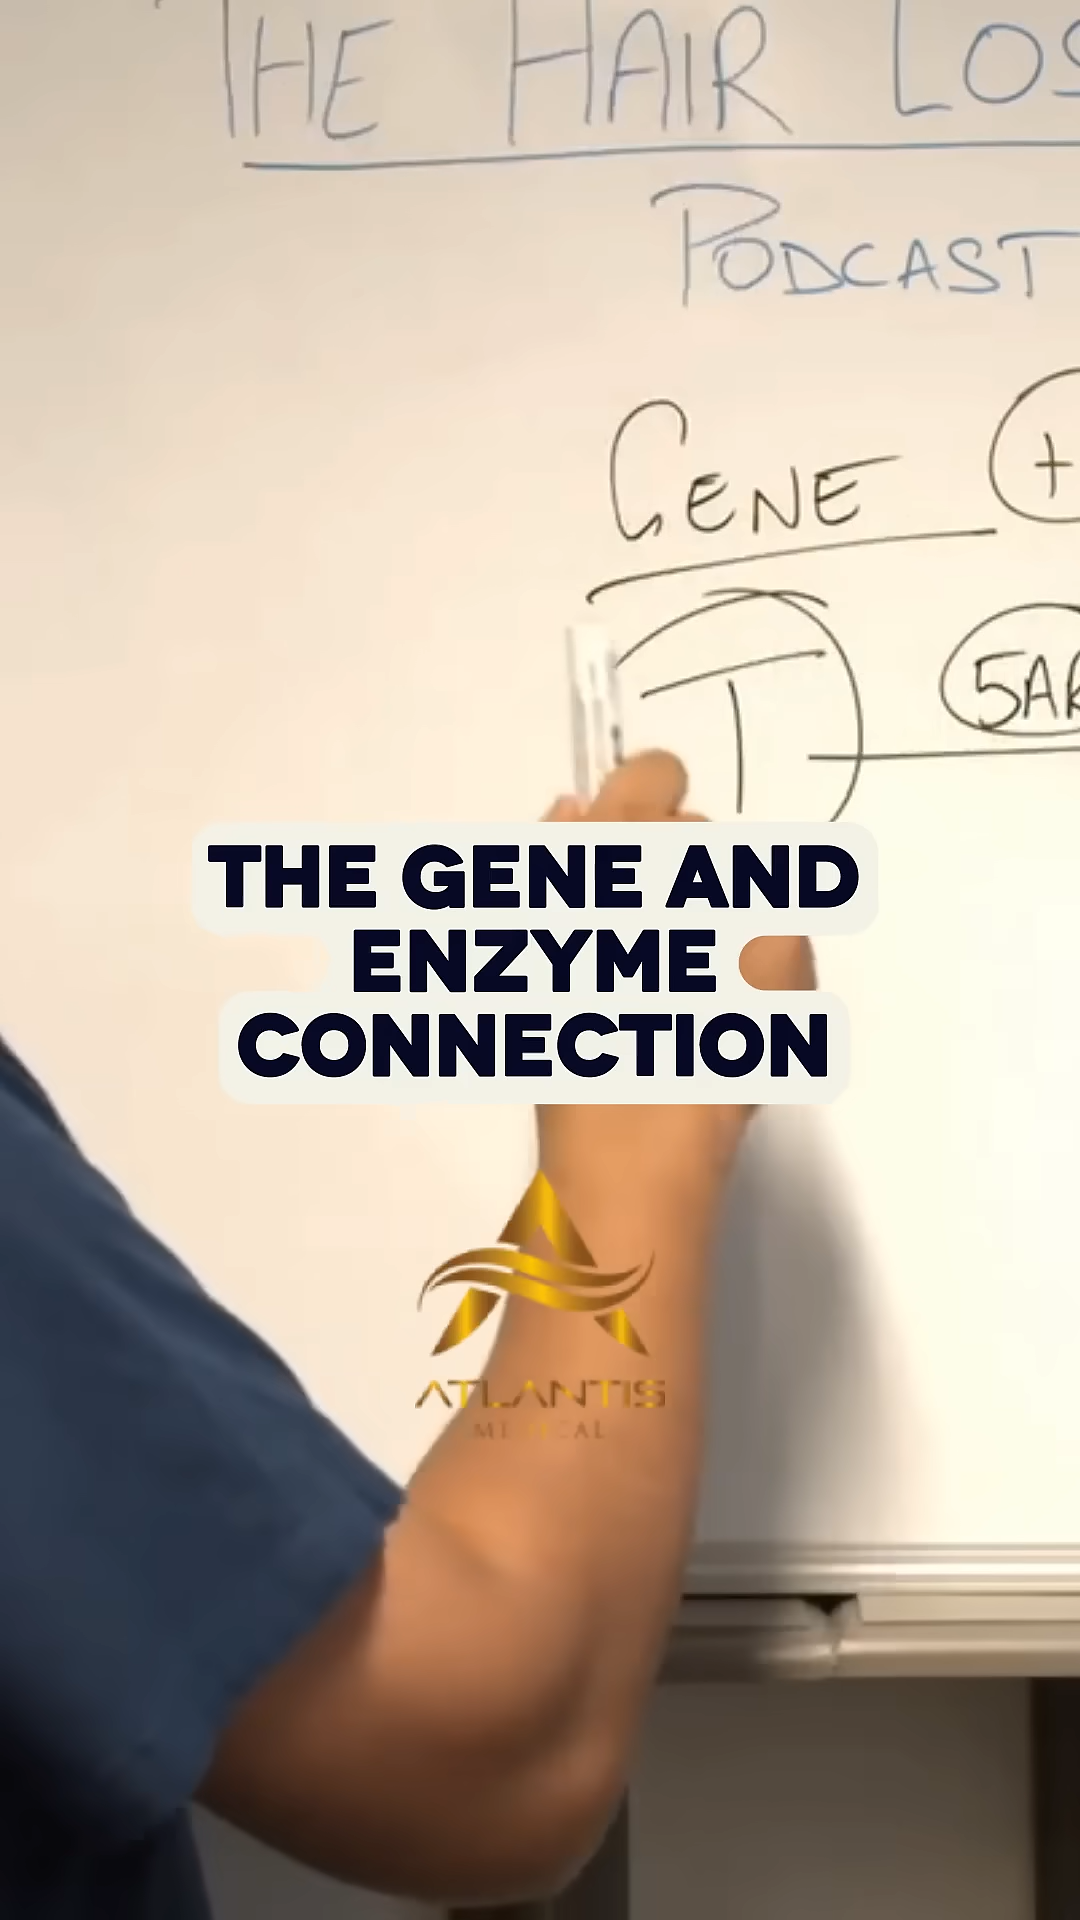 THE HAIR LOS
PODCAST
GENE +
T 5AR
THE GENE AND
ENZYME
CONNECTION
ATLANTIS
MEDICAL